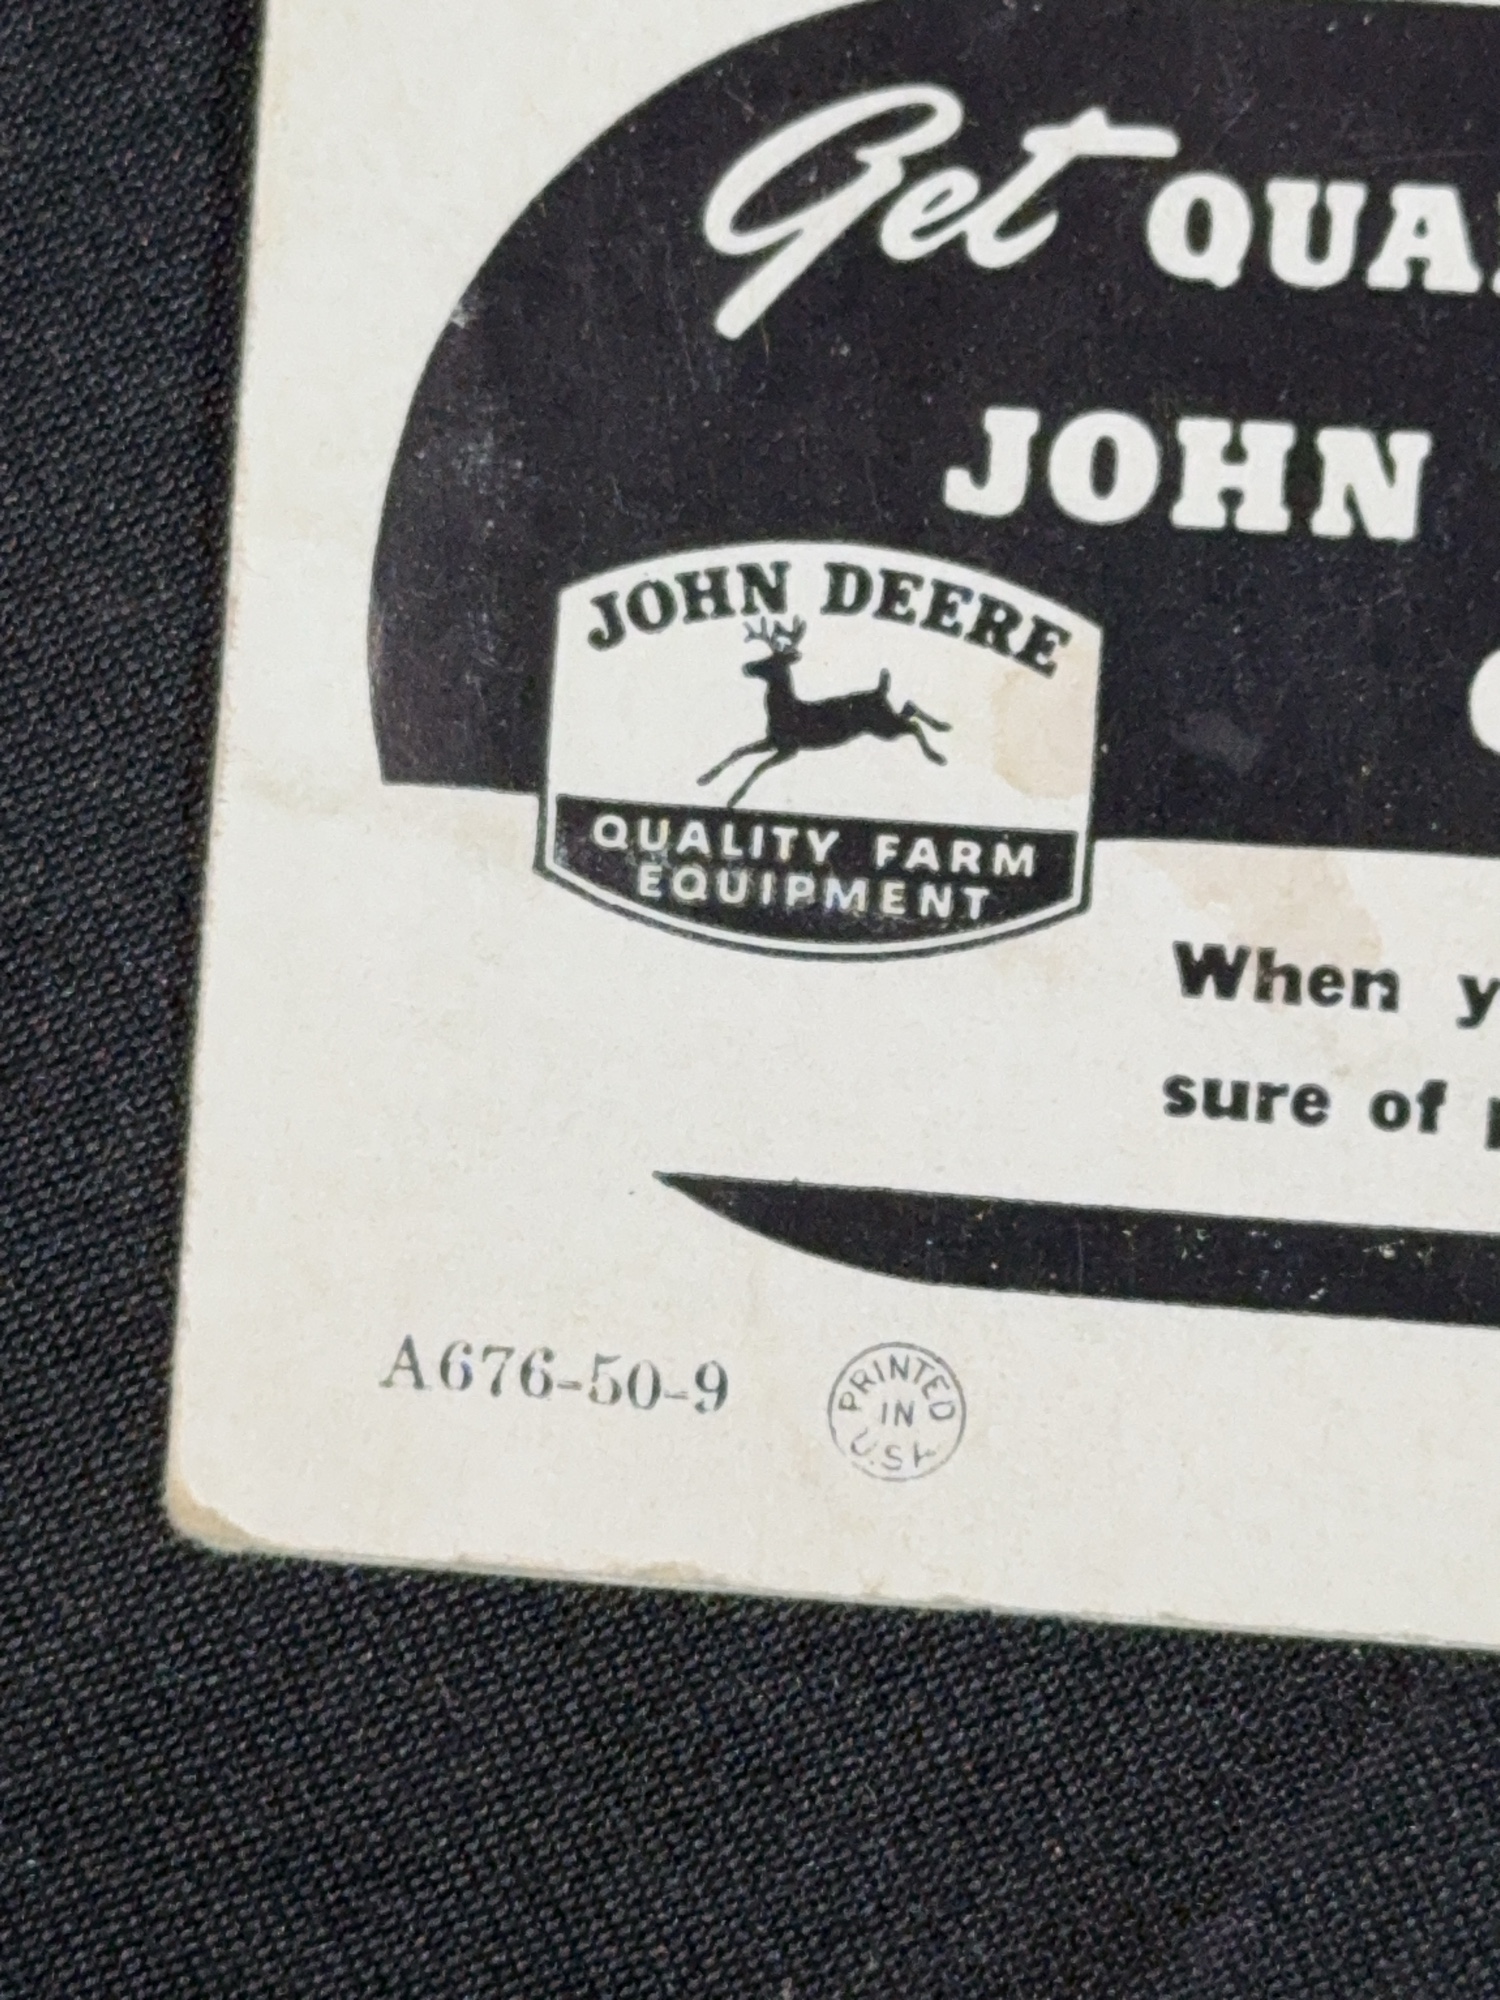 Get QUA
JOHN
JOHN DEERE
QUALITY FARM
EQUIPMENT
When y
sure of
A676-50-9
PRINTED
IN
U.S.A.